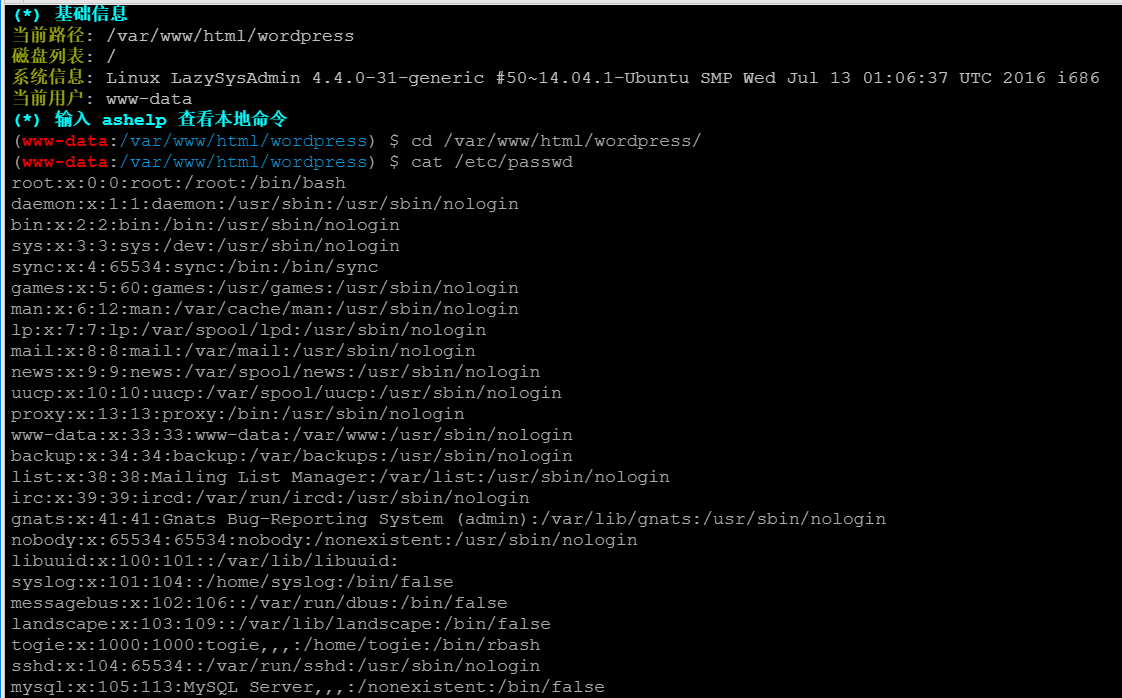 (*) 基础信息
当前路径: /var/www/html/wordpress
磁盘列表: /
系统信息: Linux LazySysAdmin 4.4.0-31-generic #50~14.04.1-Ubuntu SMP Wed Jul 13 01:06:37 UTC 2016 i686
当前用户: www-data
(*) 输入 ashelp 查看本地命令
(www-data:/var/www/html/wordpress) $ cd /var/www/html/wordpress/
(www-data:/var/www/html/wordpress) $ cat /etc/passwd
root:x:0:0:root:/root:/bin/bash
daemon:x:1:1:daemon:/usr/sbin:/usr/sbin/nologin
bin:x:2:2:bin:/bin:/usr/sbin/nologin
sys:x:3:3:sys:/dev:/usr/sbin/nologin
sync:x:4:65534:sync:/bin:/bin/sync
games:x:5:60:games:/usr/games:/usr/sbin/nologin
man:x:6:12:man:/var/cache/man:/usr/sbin/nologin
lp:x:7:7:lp:/var/spool/lpd:/usr/sbin/nologin
mail:x:8:8:mail:/var/mail:/usr/sbin/nologin
news:x:9:9:news:/var/spool/news:/usr/sbin/nologin
uucp:x:10:10:uucp:/var/spool/uucp:/usr/sbin/nologin
proxy:x:13:13:proxy:/bin:/usr/sbin/nologin
www-data:x:33:33:www-data:/var/www:/usr/sbin/nologin
backup:x:34:34:backup:/var/backups:/usr/sbin/nologin
list:x:38:38:Mailing List Manager:/var/list:/usr/sbin/nologin
irc:x:39:39:ircd:/var/run/ircd:/usr/sbin/nologin
gnats:x:41:41:Gnats Bug-Reporting System (admin):/var/lib/gnats:/usr/sbin/nologin
nobody:x:65534:65534:nobody:/nonexistent:/usr/sbin/nologin
libuuid:x:100:101::/var/lib/libuuid:
syslog:x:101:104::/home/syslog:/bin/false
messagebus:x:102:106::/var/run/dbus:/bin/false
landscape:x:103:109::/var/lib/landscape:/bin/false
togie:x:1000:1000:togie,,,:/home/togie:/bin/rbash
sshd:x:104:65534::/var/run/sshd:/usr/sbin/nologin
mysql:x:105:113:MySQL Server,,,:/nonexistent:/bin/false